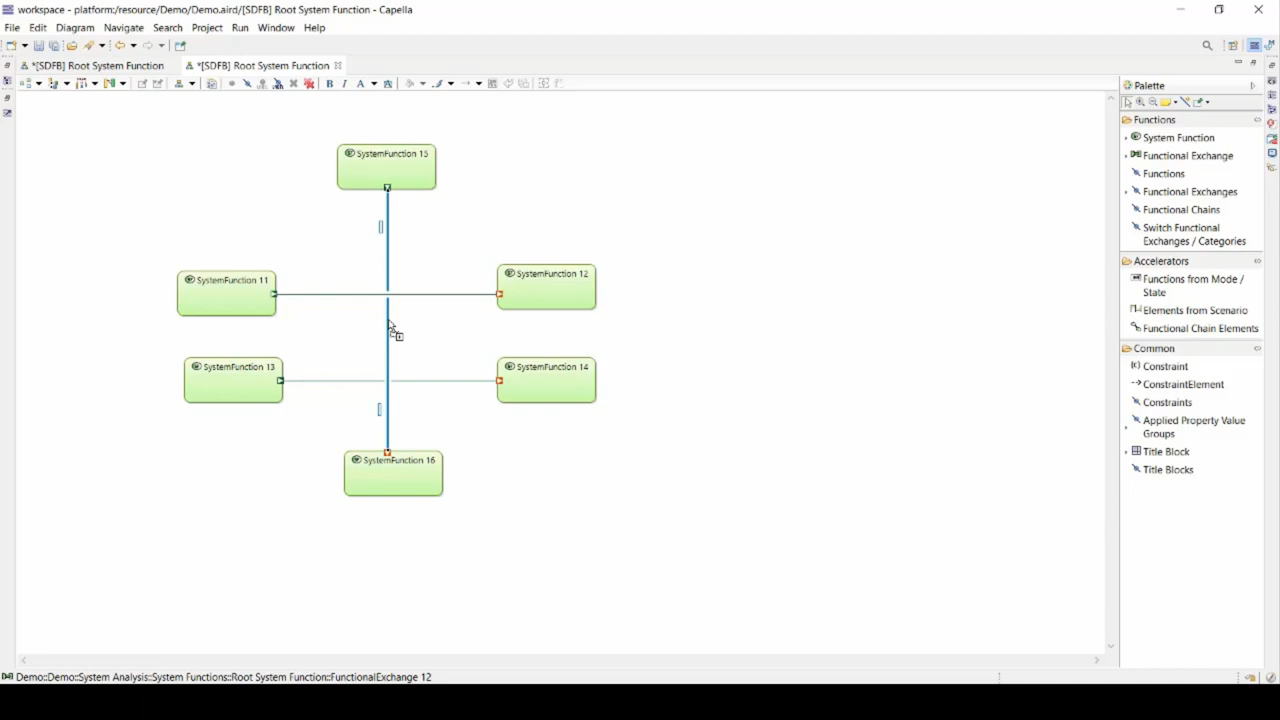 workspace - platform:/resource/Demo/Demo.aird/[SDFB] Root System Function - Capella
File Edit Diagram Navigate Search Project Run Window Help
*[SDFB] Root System Function *[SDFB] Root System Function
B I A
Palette
Functions
System Function
Functional Exchange
Functions
Functional Exchanges
Functional Chains
Switch Functional
Exchanges / Categories
Accelerators
Functions from Mode /
State
Elements from Scenario
Functional Chain Elements
Common
Constraint
ConstraintElement
Constraints
Applied Property Value
Groups
Title Block
Title Blocks
SystemFunction 15
SystemFunction 11
SystemFunction 12
SystemFunction 13
SystemFunction 14
SystemFunction 16
Demo::Demo::System Analysis::System Functions::Root System Function::FunctionalExchange 12